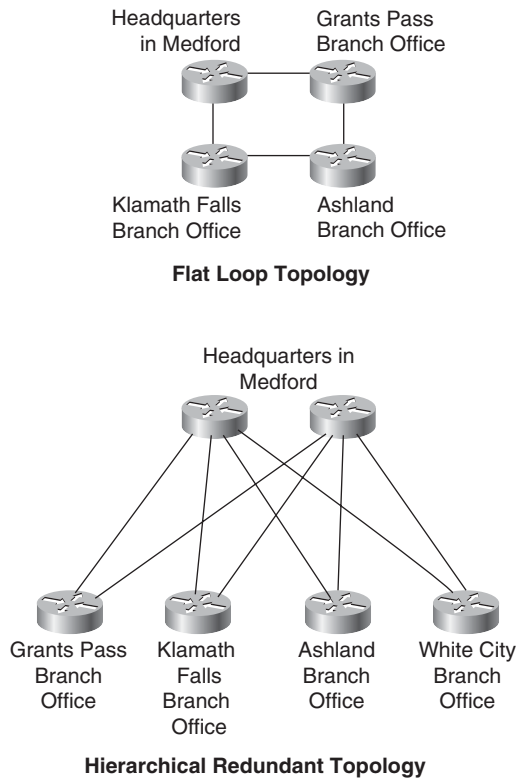 Headquarters
in Medford
Grants Pass
Branch Office
Klamath Falls
Branch Office
Ashland
Branch Office
Flat Loop Topology
Headquarters in
Medford
Grants Pass
Branch
Office
Klamath
Falls
Branch
Office
Ashland
Branch
Office
White City
Branch
Office
Hierarchical Redundant Topology